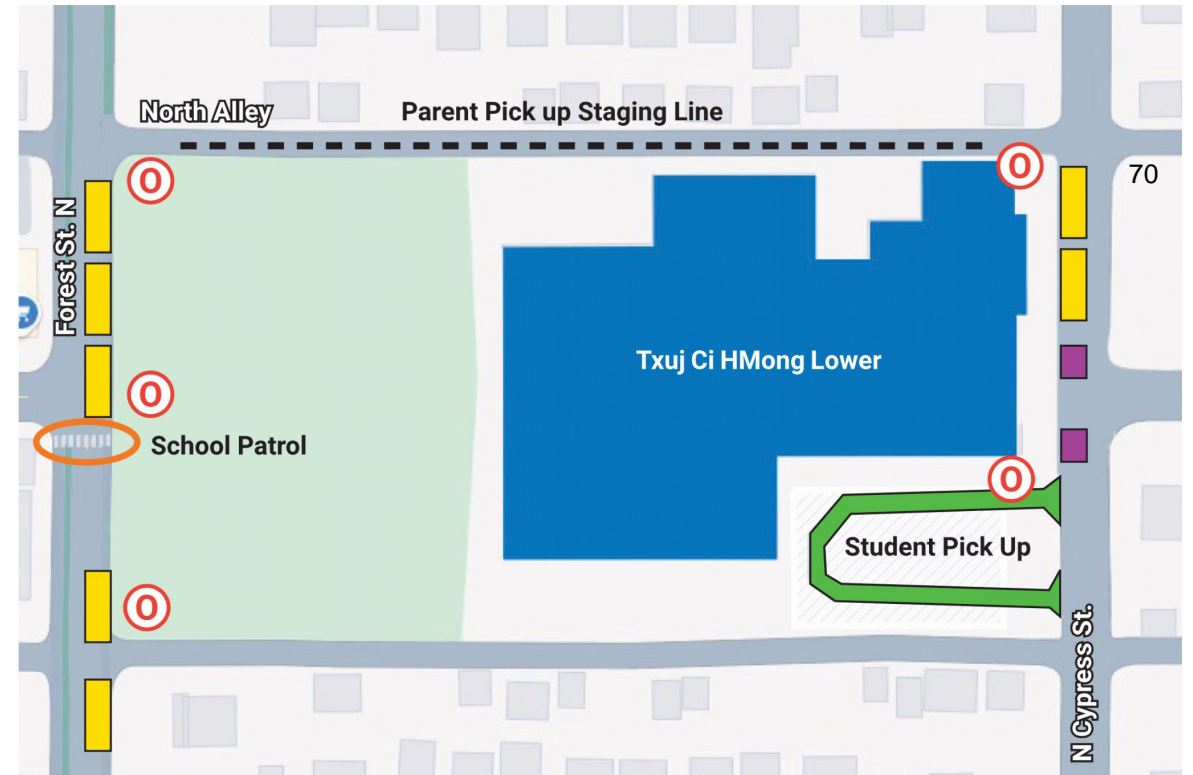 North Alley
Parent Pick up Staging Line
O
O
70
Forest St. N
Txuj Ci HMong Lower
O
School Patrol
O
Student Pick Up
O
N Cypress St.